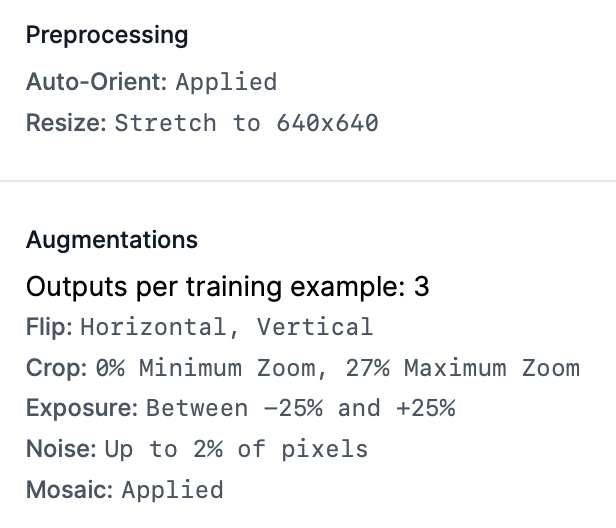 Preprocessing
Auto-Orient: Applied
Resize: Stretch to 640x640
Augmentations
Outputs per training example: 3
Flip: Horizontal, Vertical
Crop: 0% Minimum Zoom, 27% Maximum Zoom
Exposure: Between −25% and +25%
Noise: Up to 2% of pixels
Mosaic: Applied